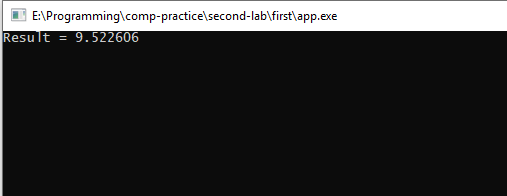 E:\Programming\comp-practice\second-lab\first\app.exe
Result = 9.522606